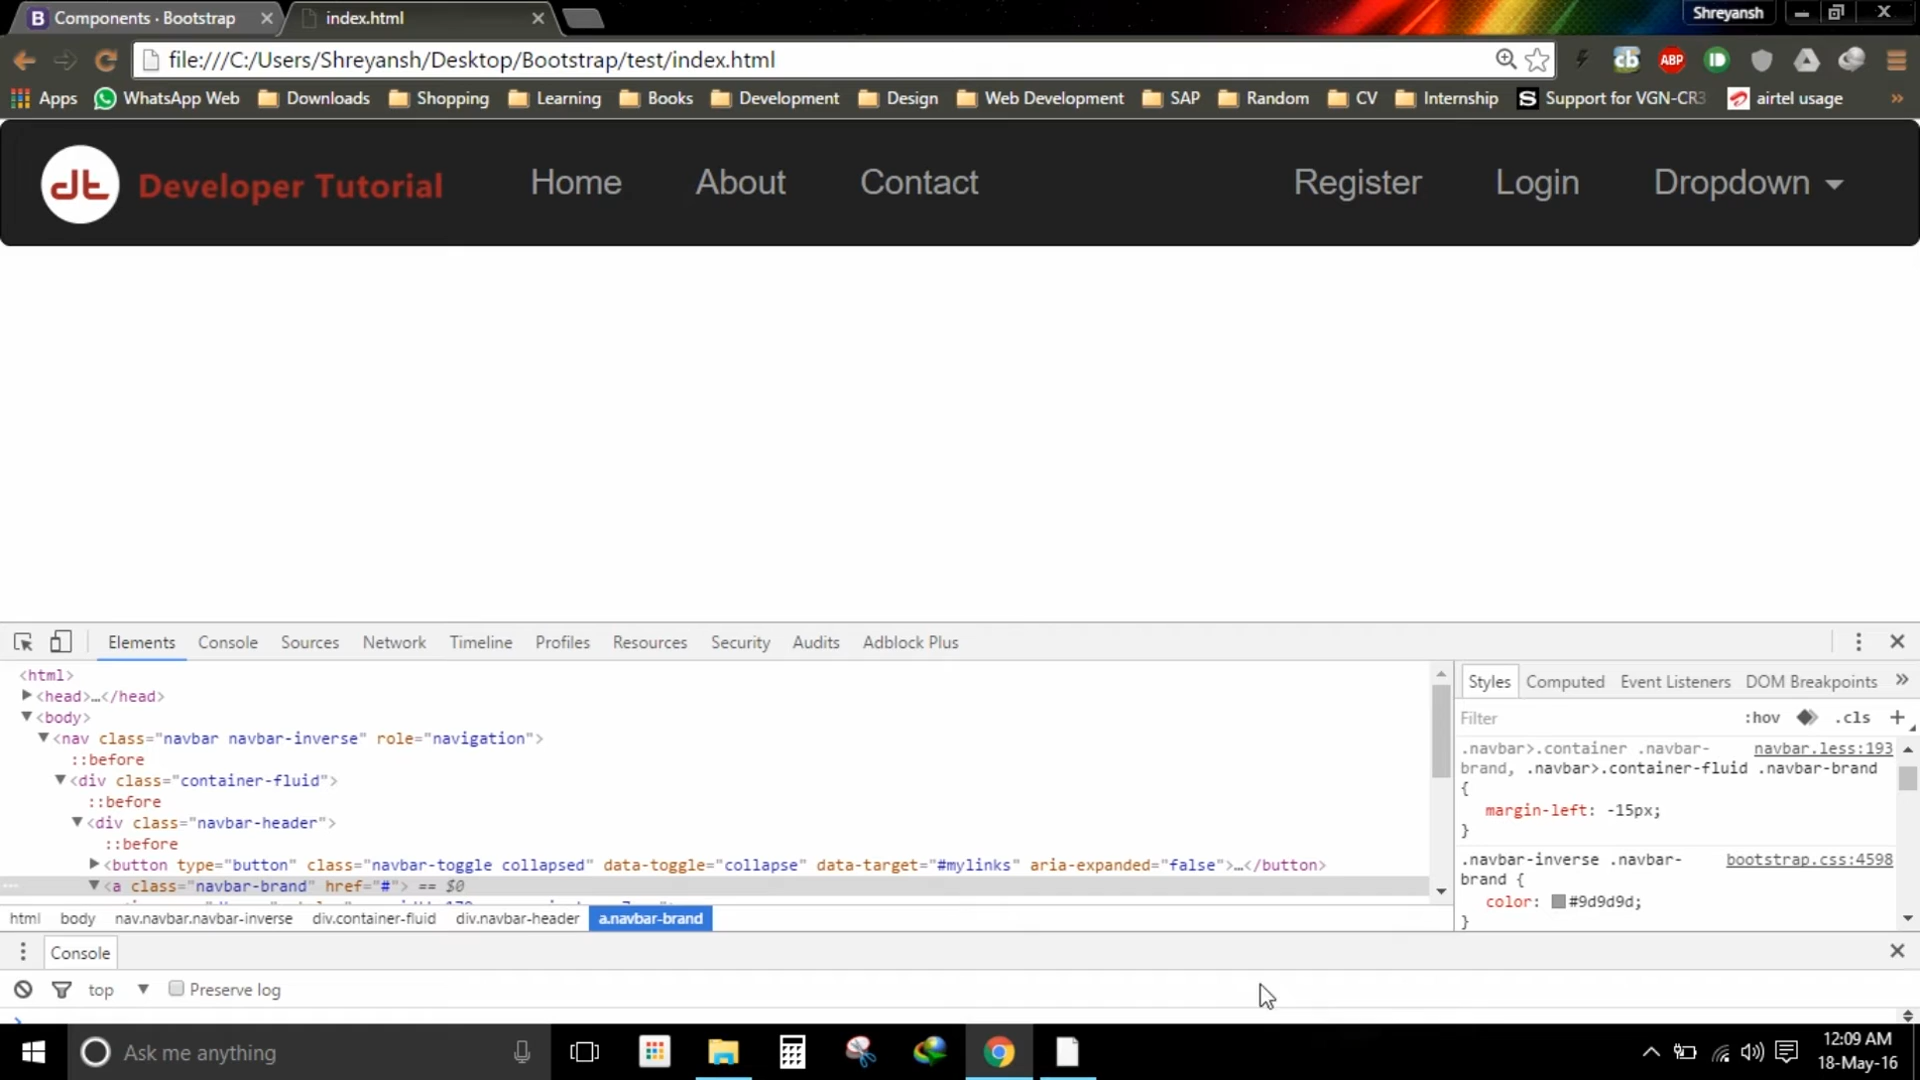 Components · Bootstrap
index.html
Shreyansh
file:///C:/Users/Shreyansh/Desktop/Bootstrap/test/index.html
ABP
Apps WhatsApp Web Downloads Shopping Learning Books Development Design Web Development SAP Random CV Internship Support for VGN-CR3 airtel usage
dt Developer Tutorial Home About Contact Register Login Dropdown
Elements Console Sources Network Timeline Profiles Resources Security Audits Adblock Plus
<html>
<head>…</head>
<body>
<nav class="navbar navbar-inverse" role="navigation">
::before
<div class="container-fluid">
::before
<div class="navbar-header">
::before
<button type="button" class="navbar-toggle collapsed" data-toggle="collapse" data-target="#mylinks" aria-expanded="false">…</button>
<a class="navbar-brand" href="#"> == $0
html body nav.navbar.navbar-inverse div.container-fluid div.navbar-header a.navbar-brand
Styles Computed Event Listeners DOM Breakpoints »
Filter :hov .cls +
.navbar>.container .navbar- navbar.less:193
brand, .navbar>.container-fluid .navbar-brand
{
margin-left: -15px;
}
.navbar-inverse .navbar- bootstrap.css:4598
brand {
color: #9d9d9d;
}
Console
top Preserve log
Ask me anything
12:09 AM
18-May-16